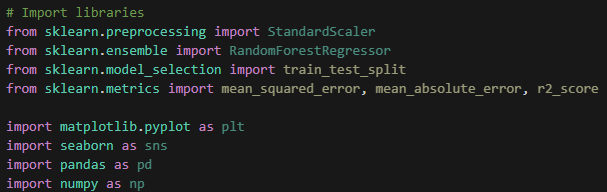 # Import libraries
from sklearn.preprocessing import StandardScaler
from sklearn.ensemble import RandomForestRegressor
from sklearn.model_selection import train_test_split
from sklearn.metrics import mean_squared_error, mean_absolute_error, r2_score
import matplotlib.pyplot as plt
import seaborn as sns
import pandas as pd
import numpy as np